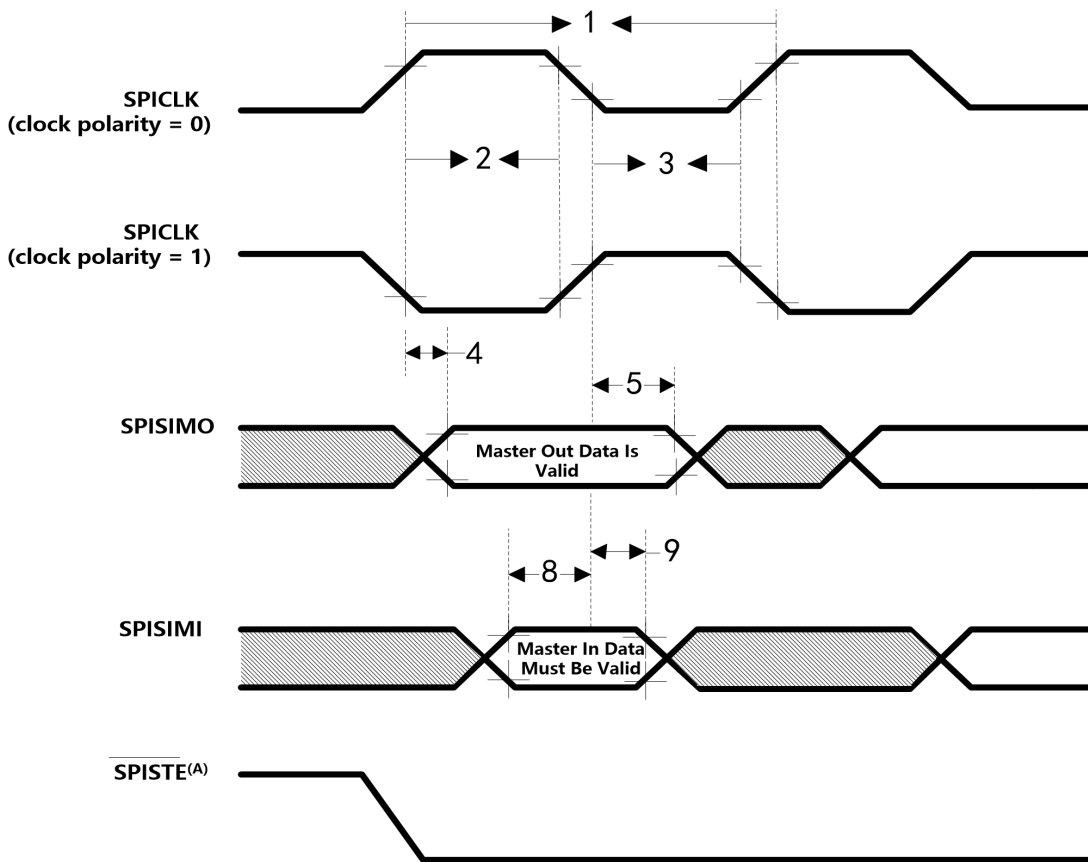 1
SPICLK
(clock polarity = 0)
2
3
SPICLK
(clock polarity = 1)
4
5
SPISIMO
Master Out Data Is
Valid
9
8
SPISIMI
Master In Data
Must Be Valid
SPISTE(A)